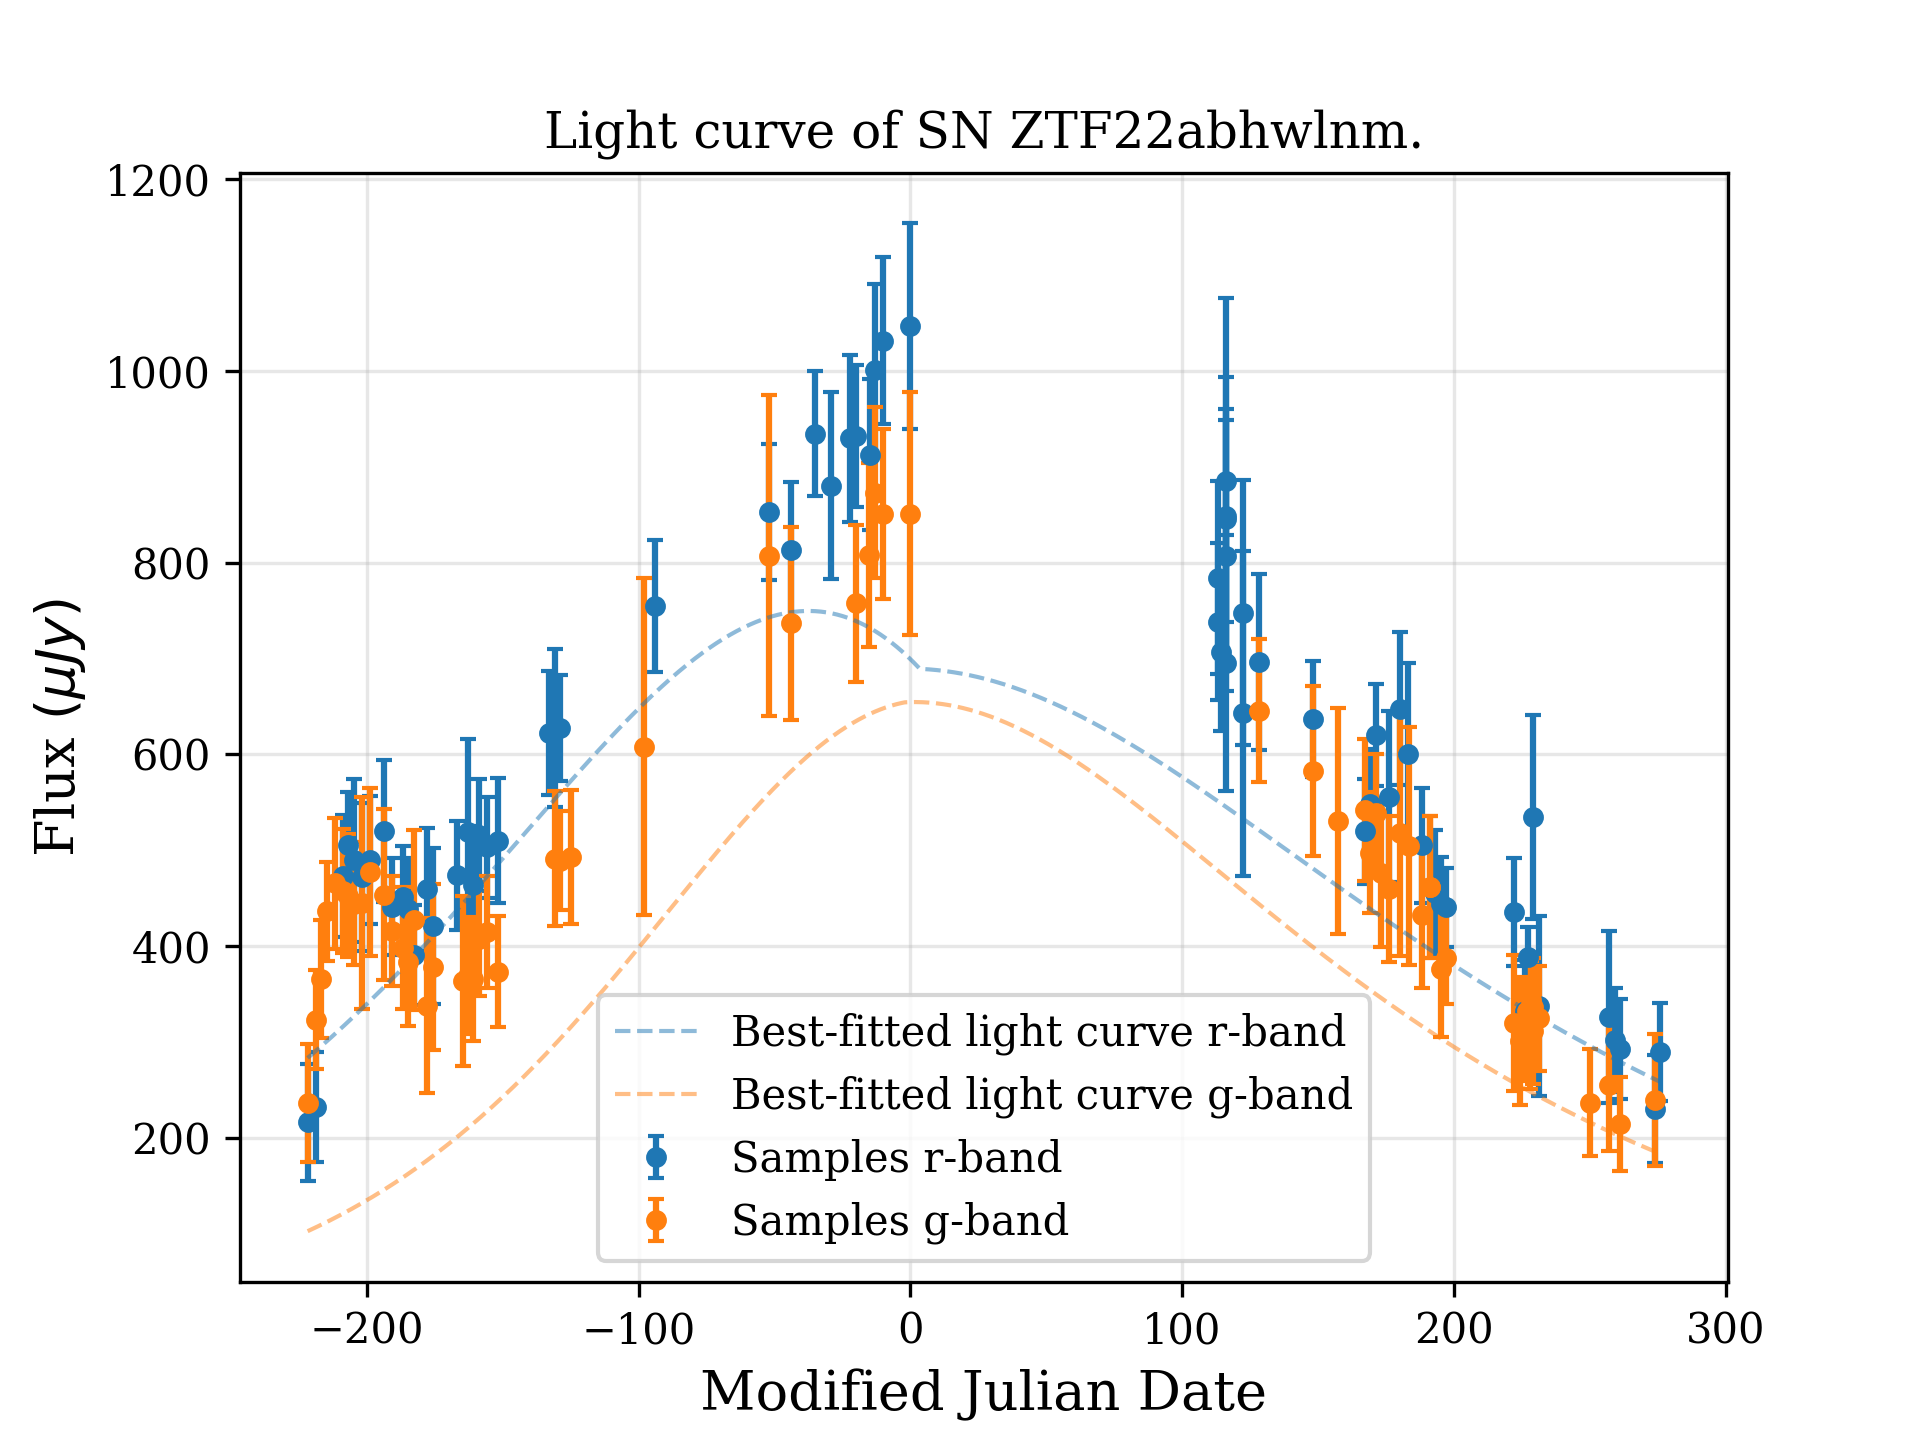 Light curve of SN ZTF22abhwlnm.
1200
1000
800
600
400
200
Flux (μJy)
−200
−100
0
100
200
300
Modified Julian Date
Best-fitted light curve r-band
Best-fitted light curve g-band
Samples r-band
Samples g-band